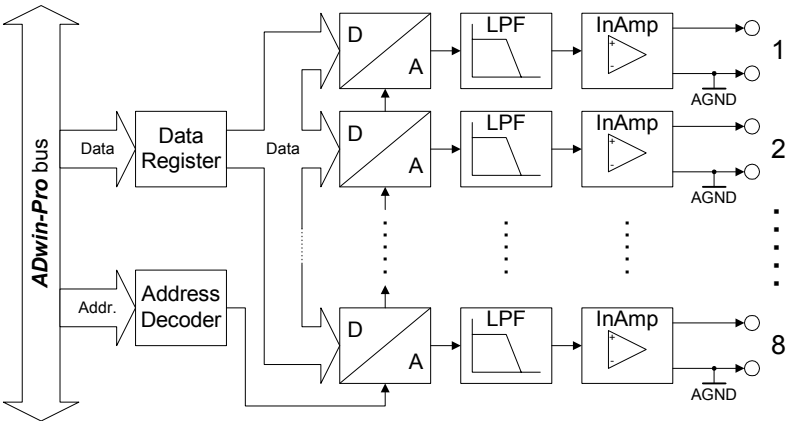 ADwin-Pro bus
Data
Data
Register
Data
Address
Decoder
Addr.
D
A
LPF
InAmp
+
-
AGND
1
D
A
LPF
InAmp
+
-
AGND
2
D
A
LPF
InAmp
+
-
AGND
8